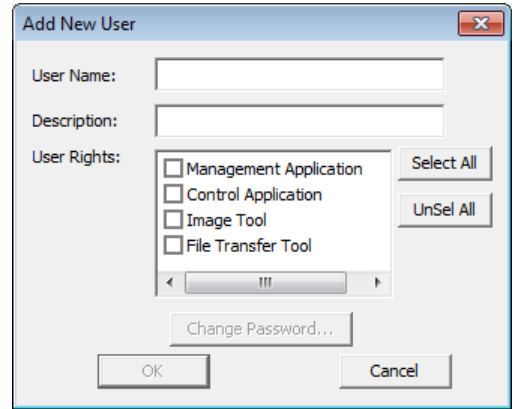 Add New User
User Name:
Description:
User Rights:
Management Application
Select All
Control Application
UnSel All
Image Tool
File Transfer Tool
Change Password...
OK
Cancel